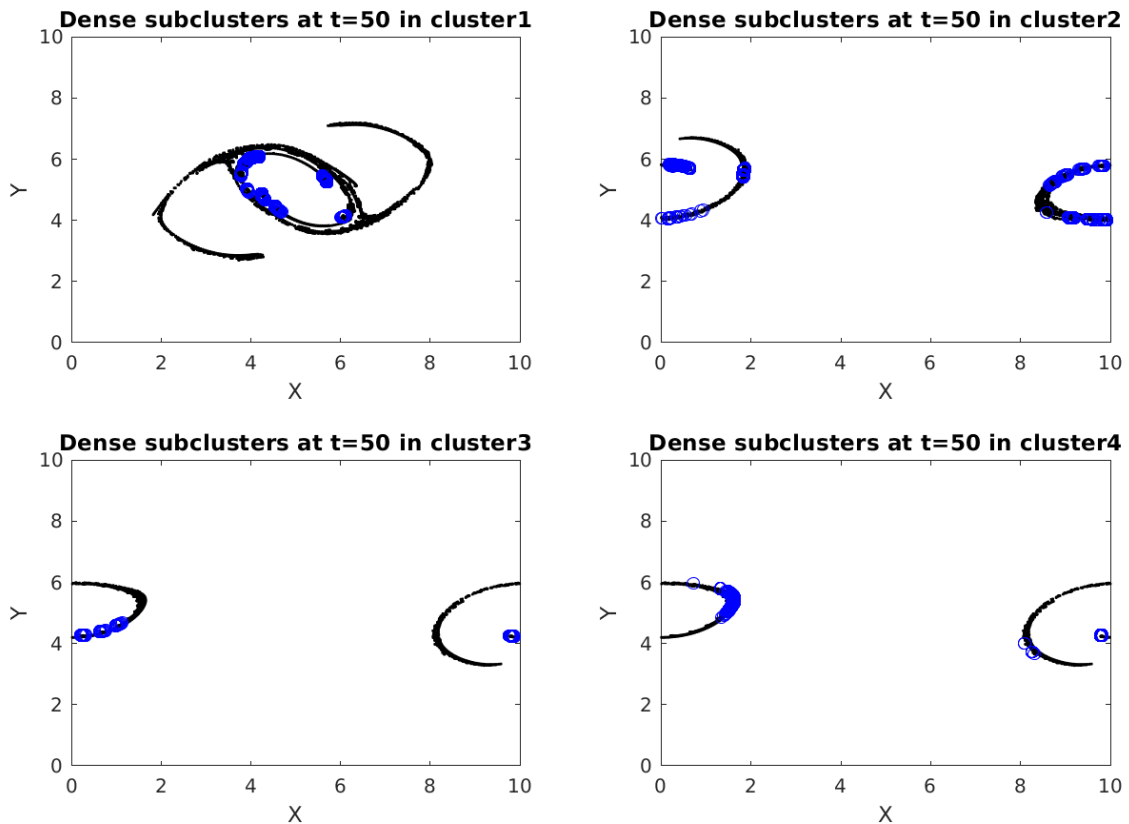 Dense subclusters at t=50 in cluster1
10
8
6
4
2
0
Y
0 2 4 6 8 10
X
Dense subclusters at t=50 in cluster2
10
8
6
4
2
0
Y
0 2 4 6 8 10
X
Dense subclusters at t=50 in cluster3
10
8
6
4
2
0
Y
0 2 4 6 8 10
X
Dense subclusters at t=50 in cluster4
10
8
6
4
2
0
Y
0 2 4 6 8 10
X